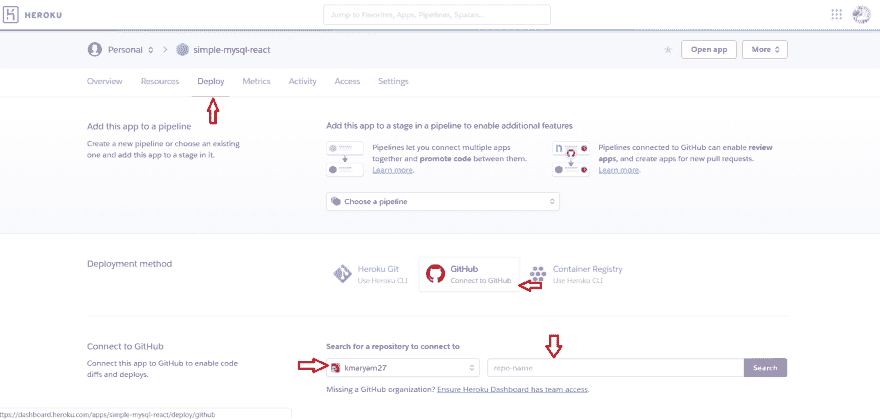 HEROKU
Jump to Favorites, Apps, Pipelines, Spaces...
Personal
simple-mysql-react
Open app
More
Overview
Resources
Deploy
Metrics
Activity
Access
Settings
Add this app to a pipeline
Create a new pipeline or choose an existing
one and add this app to a stage in it.
Add this app to a stage in a pipeline to enable additional features
Pipelines let you connect multiple apps
together and promote code between them.
Learn more.
Pipelines connected to GitHub can enable review
apps, and create apps for new pull requests.
Learn more.
Choose a pipeline
Deployment method
Heroku Git
Use Heroku CLI
GitHub
Connect to GitHub
Container Registry
Use Heroku CLI
Connect to GitHub
Connect this app to GitHub to enable code
diffs and deploys.
Search for a repository to connect to
kmaryam27
repo-name
Search
Missing a GitHub organization? Ensure Heroku Dashboard has team access.
ttps://dashboard.heroku.com/apps/simple-mysql-react/deploy/github